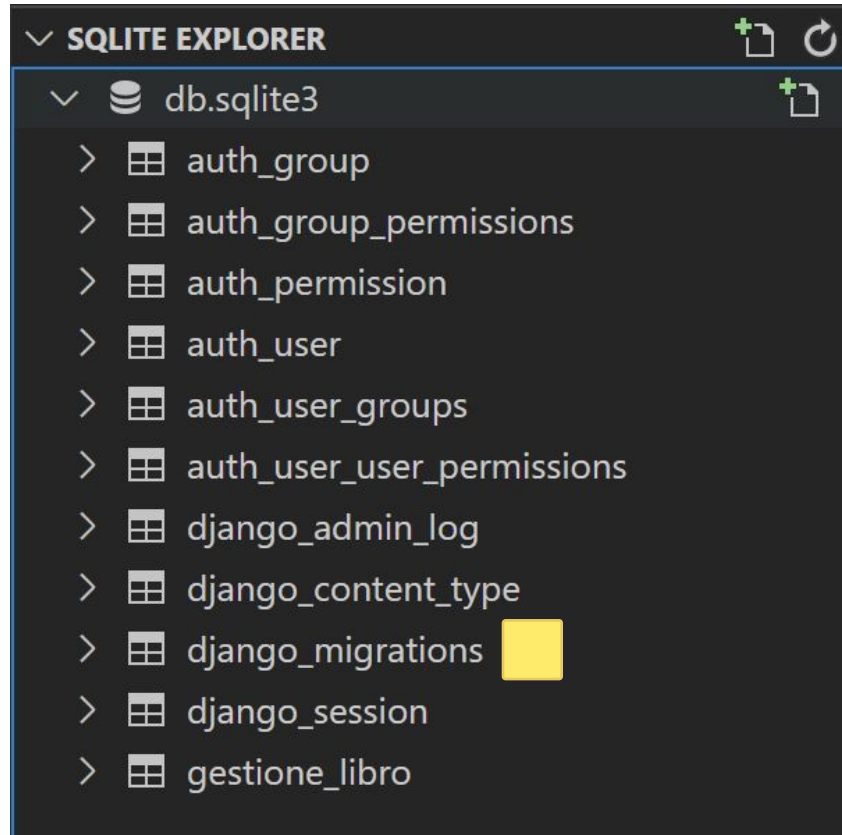 SQLITE EXPLORER
db.sqlite3
auth_group
auth_group_permissions
auth_permission
auth_user
auth_user_groups
auth_user_user_permissions
django_admin_log
django_content_type
django_migrations
django_session
gestione_libro